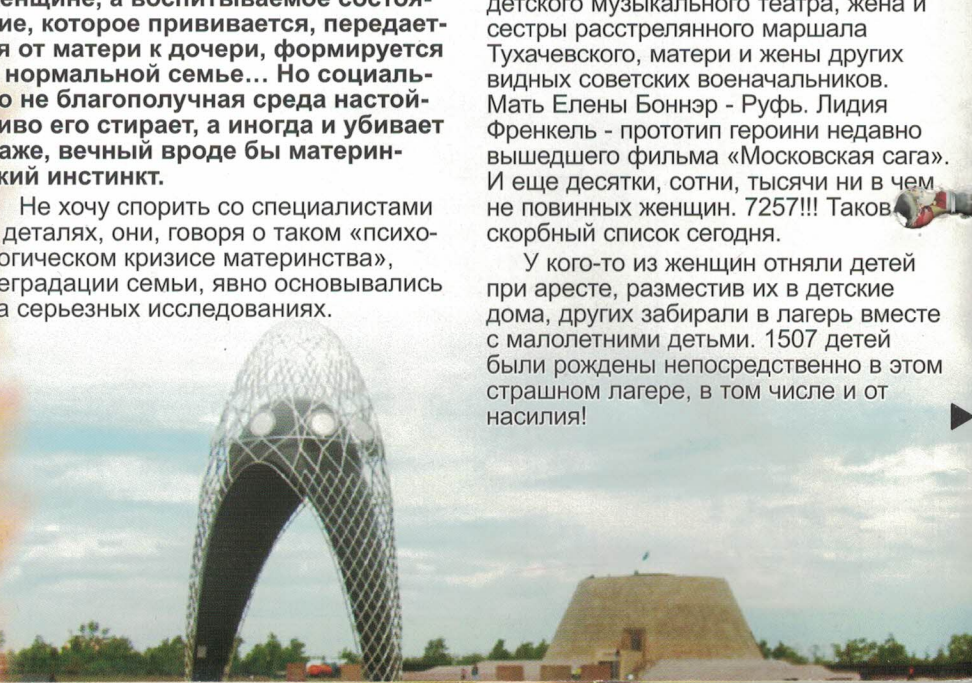 енщине, а воспитываемое состоя-
ие, которое прививается, передает-
я от матери к дочери, формируется
нормальной семье... Но социаль-
о не благополучная среда настой-
иво его стирает, а иногда и убивает
аже, вечный вроде бы материн-
кий инстинкт.
Не хочу спорить со специалистами
деталях, они, говоря о таком «психо-
огическом кризисе материнства»,
еградации семьи, явно основывались
а серьезных исследованиях.
детского музыкального театра, жена и
сестры расстрелянного маршала
Тухачевского, матери и жены других
видных советских военачальников.
Мать Елены Боннэр - Руфь. Лидия
Френкель - прототип героини недавно
вышедшего фильма «Московская сага».
И еще десятки, сотни, тысячи ни в чем
не повинных женщин. 7257!!! Таков
скорбный список сегодня.
У кого-то из женщин отняли детей
при аресте, разместив их в детские
дома, других забирали в лагерь вместе
с малолетними детьми. 1507 детей
были рождены непосредственно в этом
страшном лагере, в том числе и от
насилия!